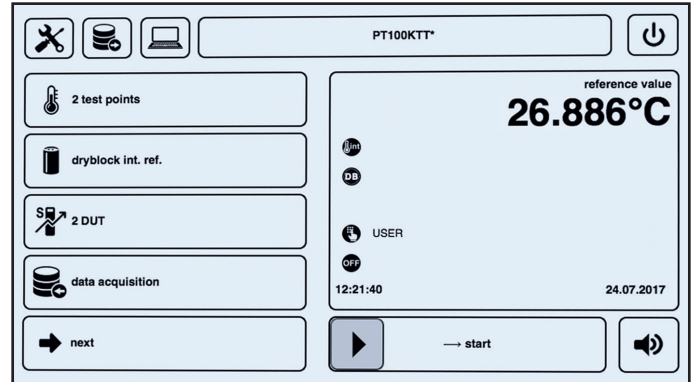 PT100KTT*
2 test points
dryblock int. ref.
S
2 DUT
data acquisition
next
reference value
26.886°C
int
DB
USER
OFF
12:21:40
24.07.2017
→ start